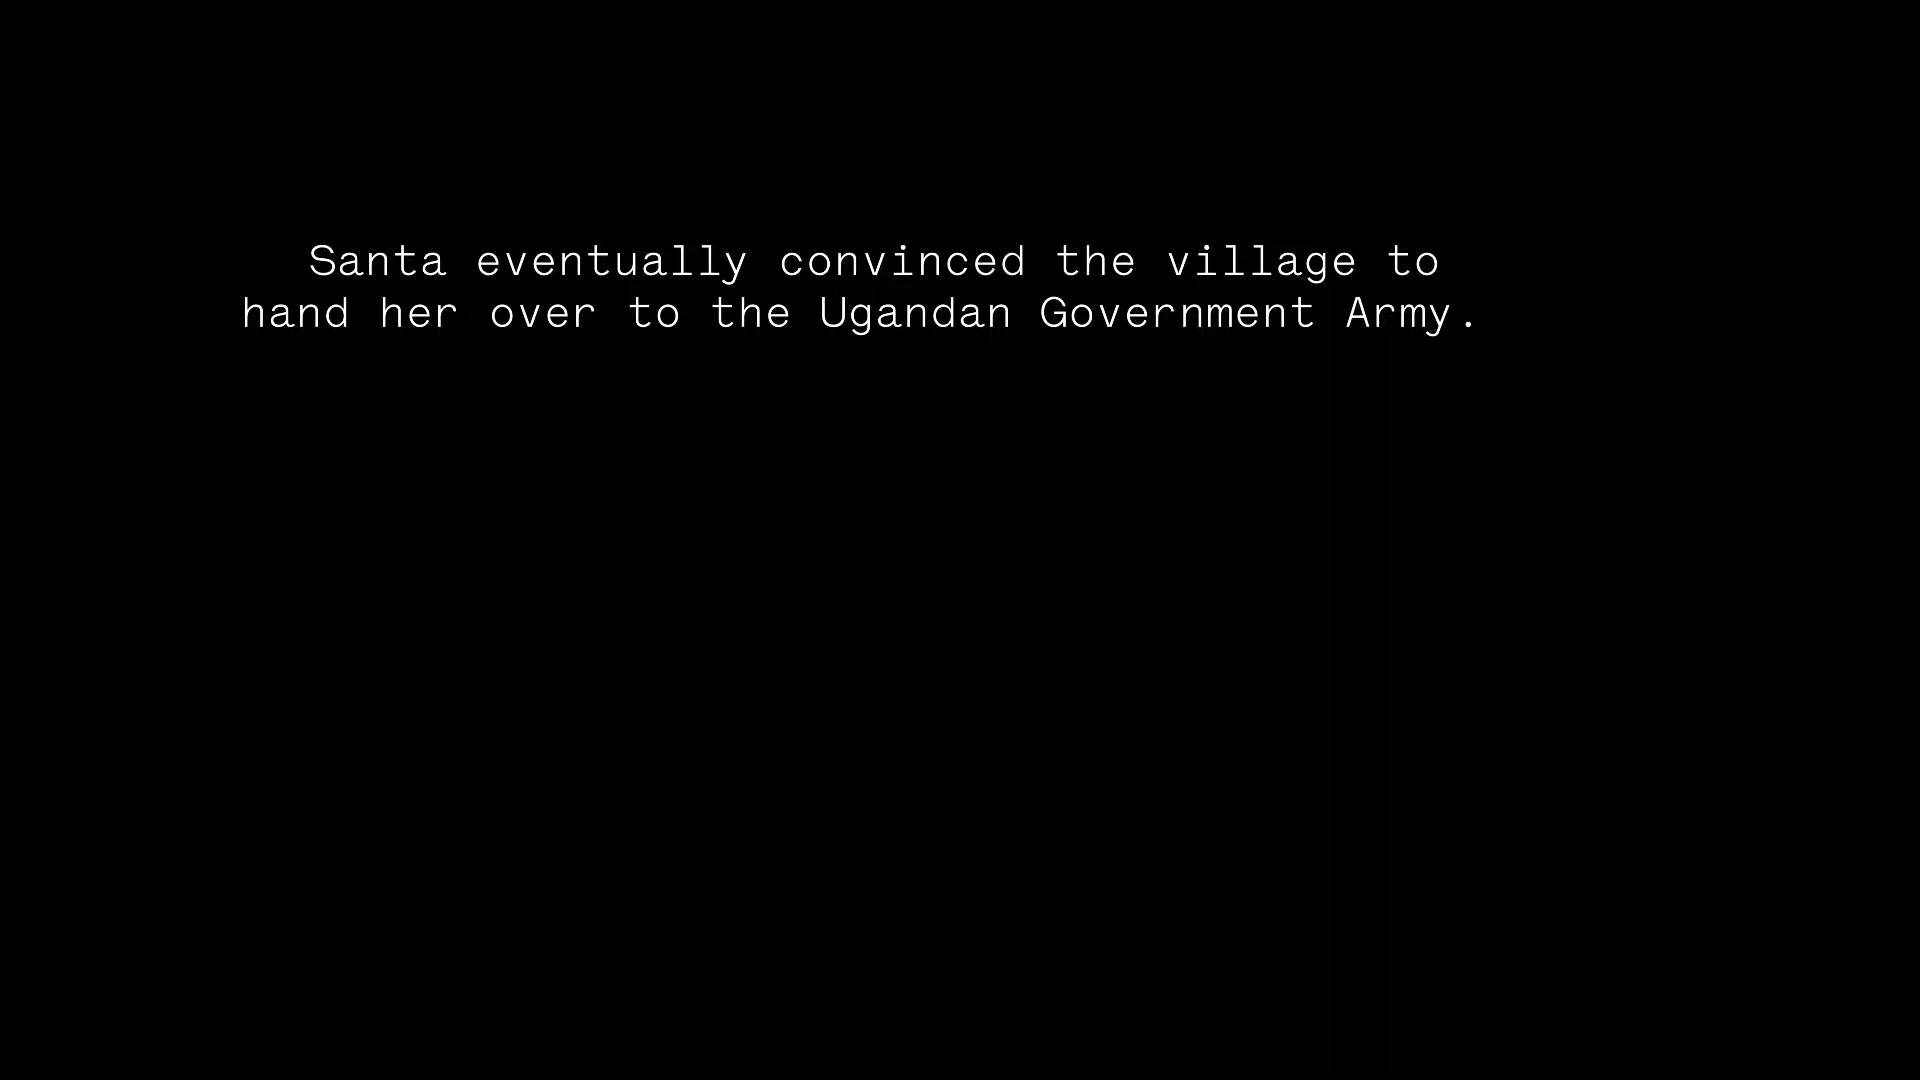 Santa eventually convinced the village to
hand her over to the Ugandan Government Army.